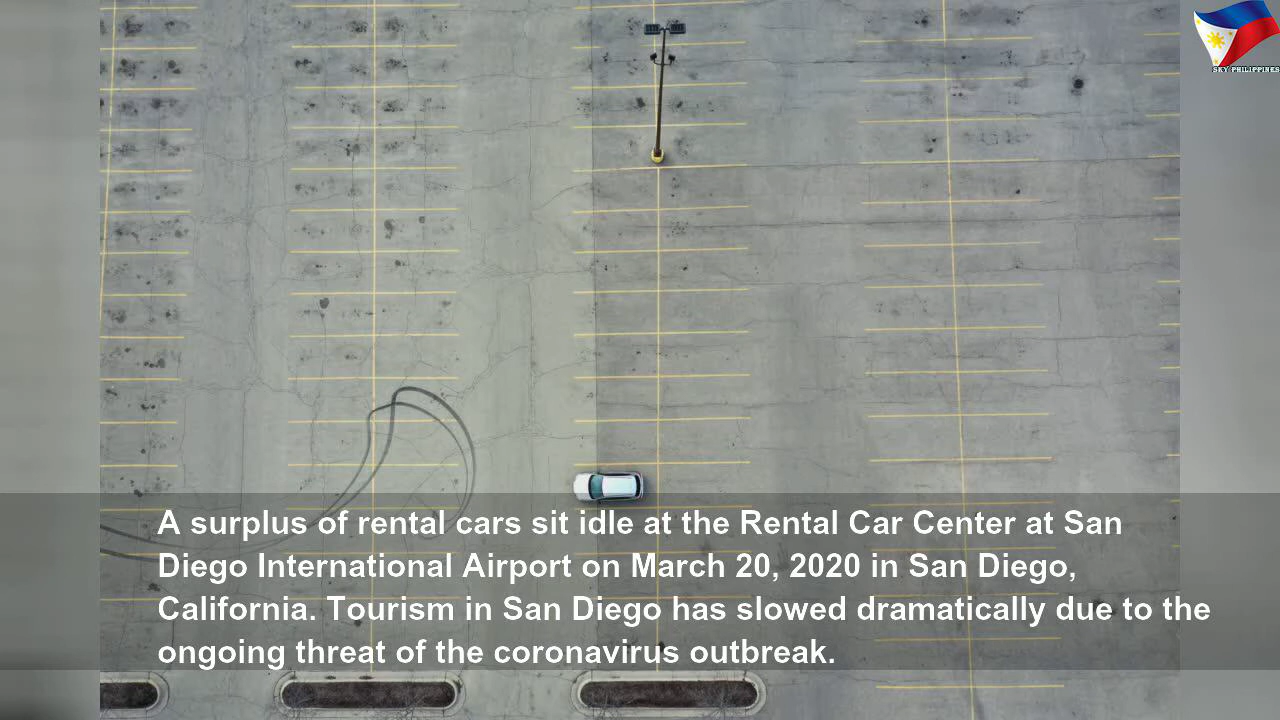 SKY PHILIPPINES
A surplus of rental cars sit idle at the Rental Car Center at San
Diego International Airport on March 20, 2020 in San Diego,
California. Tourism in San Diego has slowed dramatically due to the
ongoing threat of the coronavirus outbreak.